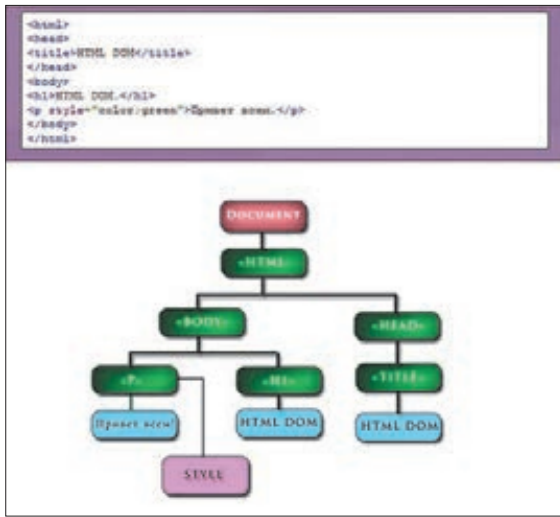 <html>
<head>
<title>HTML DOM</title>
</head>
<body>
<h1>HTML DOM.</h1>
<p style="color:green">Привет всем.</p>
</body>
</html>
DOCUMENT
<HTML>
<BODY>
<HEAD>
<P>
<H1>
<TITLE>
Привет всем!
HTML DOM
HTML DOM
STYLE